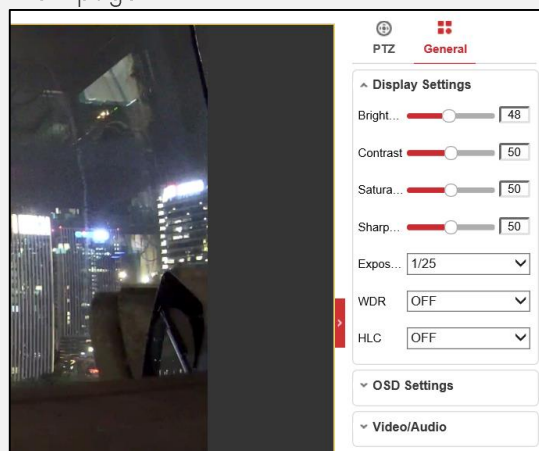 PTZ General
Display Settings
Bright... 48
Contrast 50
Satura... 50
Sharp... 50
Expos... 1/25
WDR OFF
HLC OFF
OSD Settings
Video/Audio